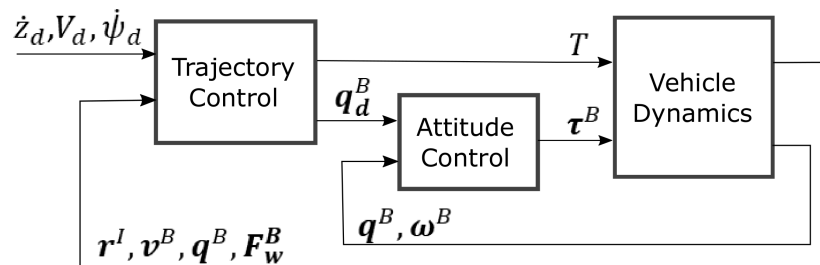 ż_d, V_d, ψ̇_d
Trajectory
Control
T
q_d^B
Attitude
Control
τ^B
Vehicle
Dynamics
q^B, ω^B
r^I, v^B, q^B, F_w^B